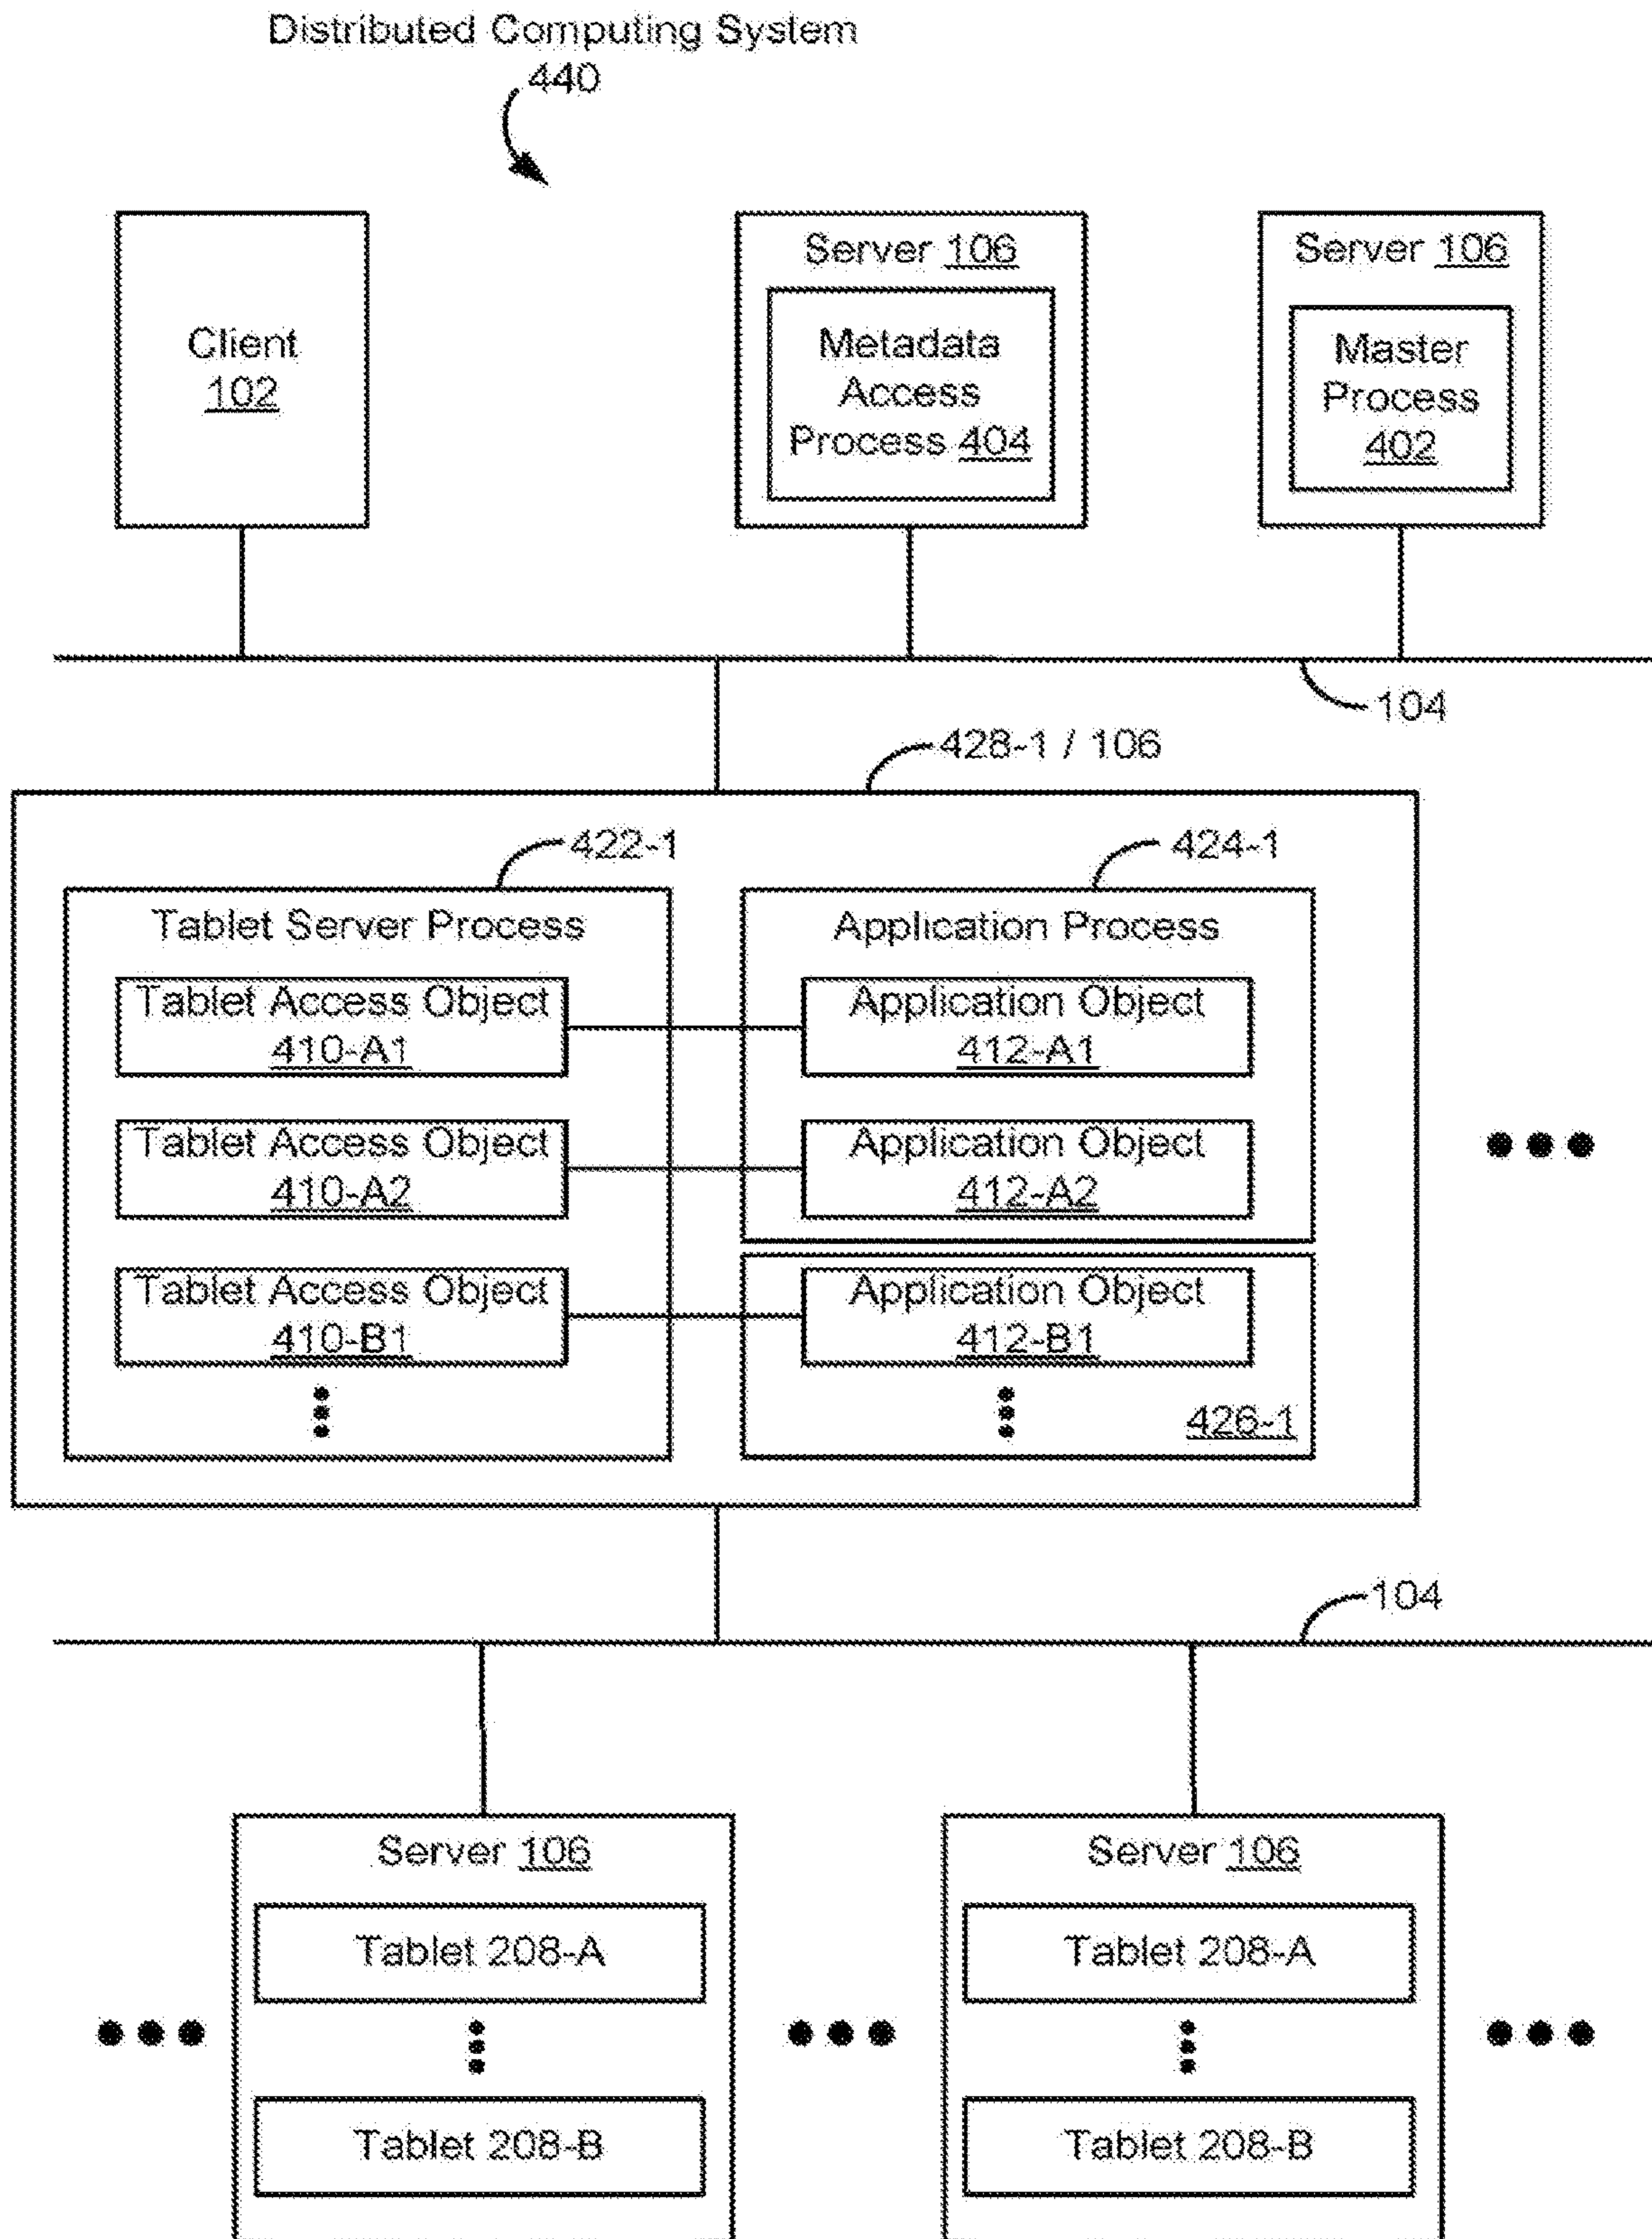 Distributed Computing System
440
Client
102
Server 106
Metadata
Access
Process 404
Server 106
Master
Process
402
104
428-1 / 106
422-1
424-1
Tablet Server Process
Application Process
Tablet Access Object
410-A1
Application Object
412-A1
Tablet Access Object
410-A2
Application Object
412-A2
Tablet Access Object
410-B1
Application Object
412-B1
426-1
104
Server 106
Tablet 208-A
Tablet 208-B
Server 106
Tablet 208-A
Tablet 208-B